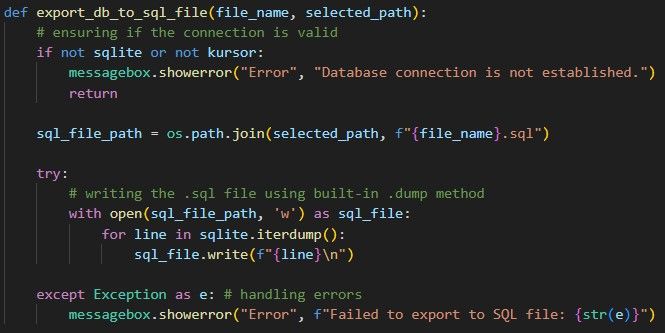 def export_db_to_sql_file(file_name, selected_path):
    # ensuring if the connection is valid
    if not sqlite or not kursor:
        messagebox.showerror("Error", "Database connection is not established.")
        return

    sql_file_path = os.path.join(selected_path, f"{file_name}.sql")

    try:
        # writing the .sql file using built-in .dump method
        with open(sql_file_path, 'w') as sql_file:
            for line in sqlite.iterdump():
                sql_file.write(f"{line}\n")

    except Exception as e: # handling errors
        messagebox.showerror("Error", f"Failed to export to SQL file: {str(e)}")